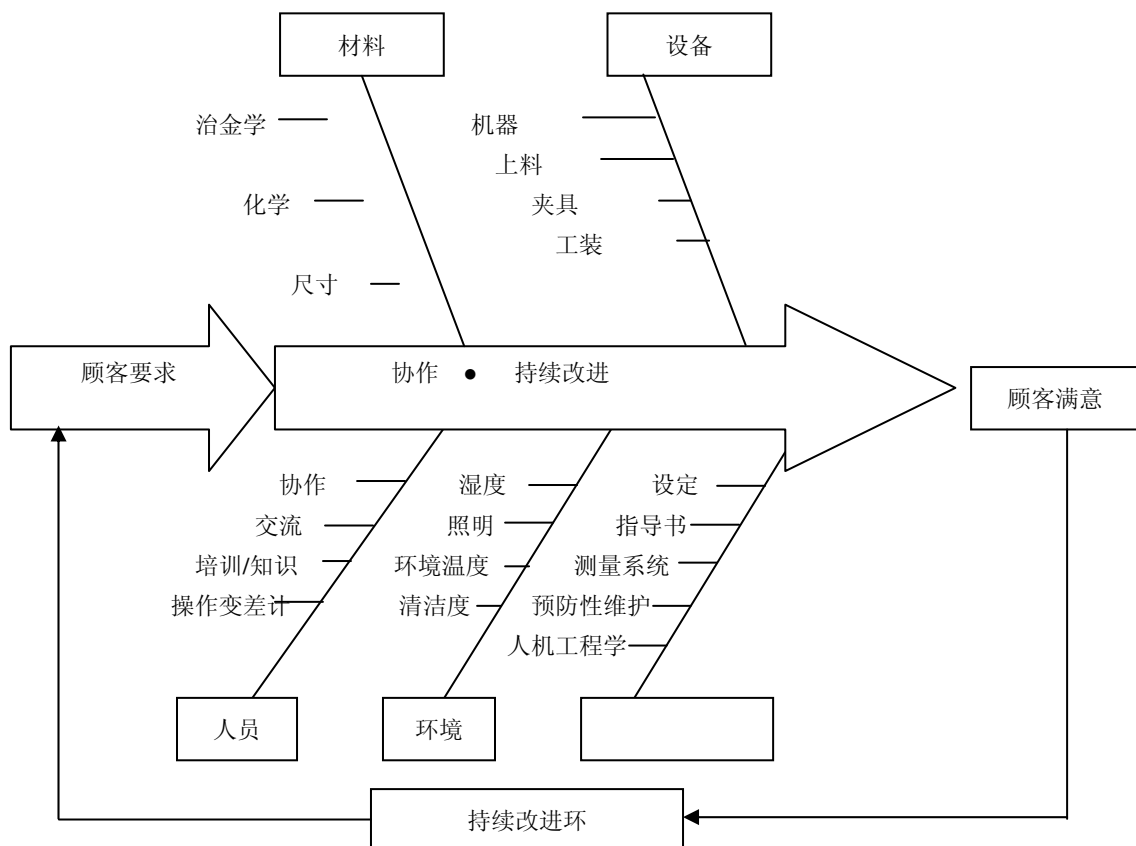 材料
设备
治金学
化学
尺寸
机器
上料
夹具
工装
顾客要求
协作 ● 持续改进
顾客满意
协作
交流
培训/知识
操作变差计
湿度
照明
环境温度
清洁度
设定
指导书
测量系统
预防性维护
人机工程学
人员
环境
持续改进环